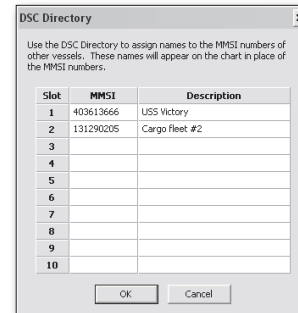 DSC Directory
Use the DSC Directory to assign names to the MMSI numbers of
other vessels. These names will appear on the chart in place of
the MMSI numbers.
Slot MMSI Description
1 403613666 USS Victory
2 131290205 Cargo fleet #2
3
4
5
6
7
8
9
10
OK Cancel